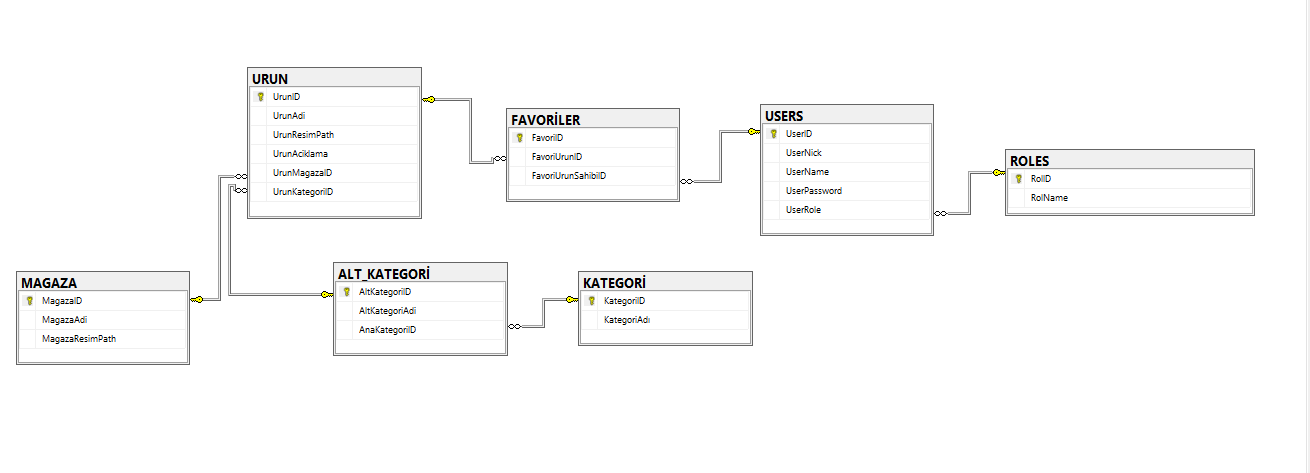 URUN
UrunID
UrunAdi
UrunResimPath
UrunAciklama
UrunMagazaID
UrunKategoriID
FAVORİLER
FavoriID
FavoriUrunID
FavoriUrunSahibiID
USERS
UserID
UserNick
UserName
UserPassword
UserRole
ROLES
RolID
RolName
MAGAZA
MagazaID
MagazaAdi
MagazaResimPath
ALT_KATEGORİ
AltKategoriID
AltKategoriAdi
AnaKategoriID
KATEGORİ
KategoriID
KategoriAdı